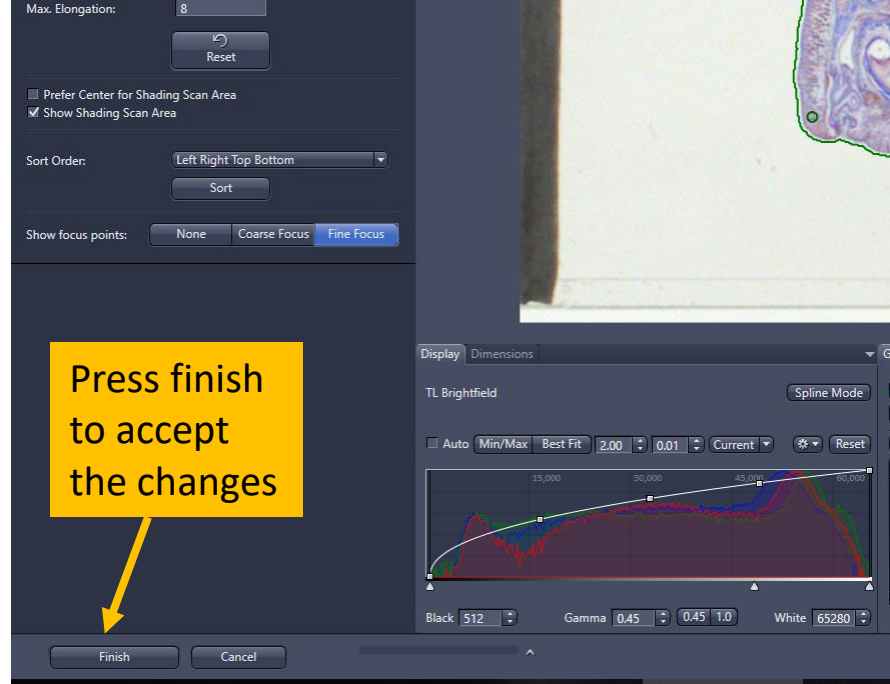 Max. Elongation: 8
Reset
Prefer Center for Shading Scan Area
Show Shading Scan Area
Sort Order: Left Right Top Bottom
Sort
Show focus points: None Coarse Focus Fine Focus
Press finish
to accept
the changes
Display Dimensions
G
TL Brightfield Spline Mode
Auto Min/Max Best Fit 2.00 0.01 Current Reset
15,000 30,000 45,000 60,000
Black 512 Gamma 0.45 0.45 1.0 White 65280
Finish Cancel